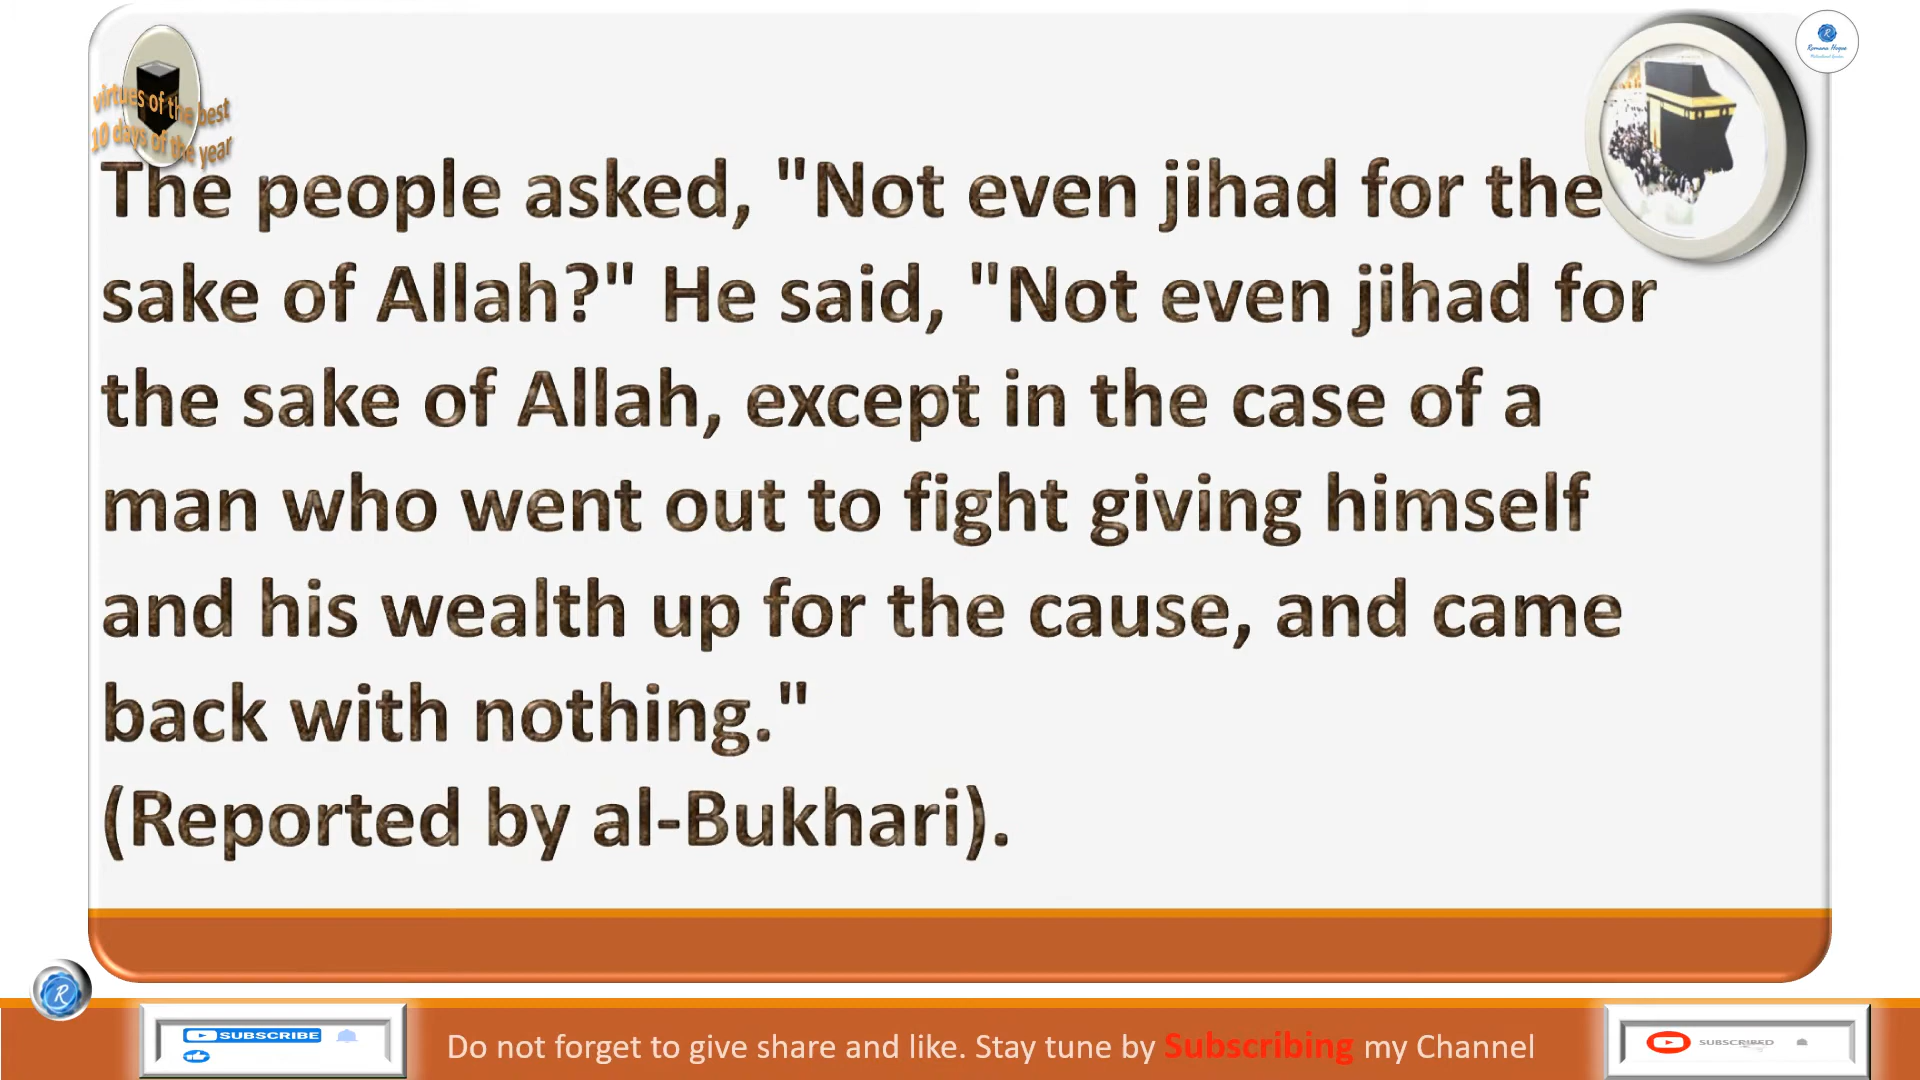 virtues of the best
10 days of the year
Romana Hoque
The people asked, "Not even jihad for the
sake of Allah?" He said, "Not even jihad for
the sake of Allah, except in the case of a
man who went out to fight giving himself
and his wealth up for the cause, and came
back with nothing."
(Reported by al-Bukhari).
R
SUBSCRIBE
Do not forget to give share and like. Stay tune by Subscribing my Channel
SUBSCRIBED